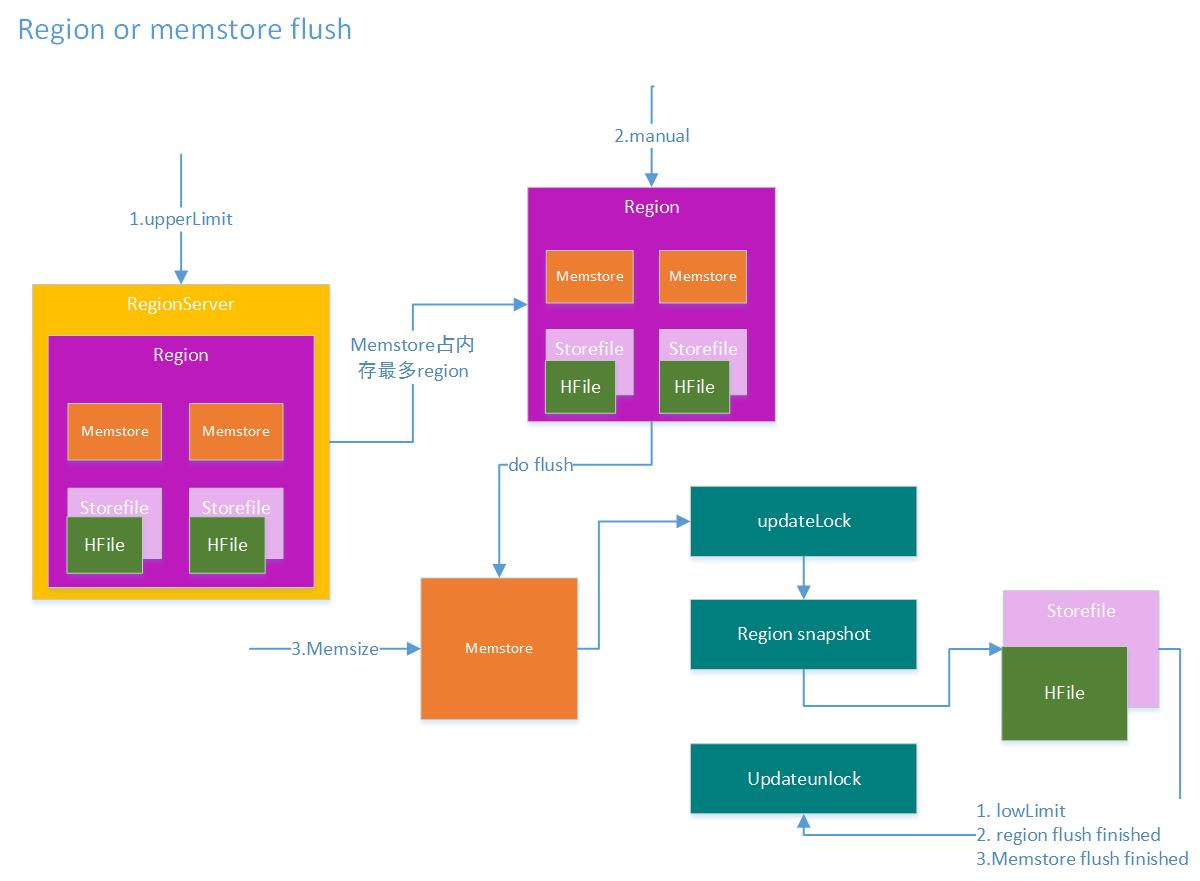 Region or memstore flush
2.manual
1.upperLimit
Region
Memstore
Memstore
Storefile
Storefile
HFile
HFile
RegionServer
Region
Memstore
Memstore
Storefile
Storefile
HFile
HFile
Memstore占内
存最多region
do flush
updateLock
3.Memsize
Memstore
Region snapshot
Storefile
HFile
Updateunlock
1. lowLimit
2. region flush finished
3.Memstore flush finished